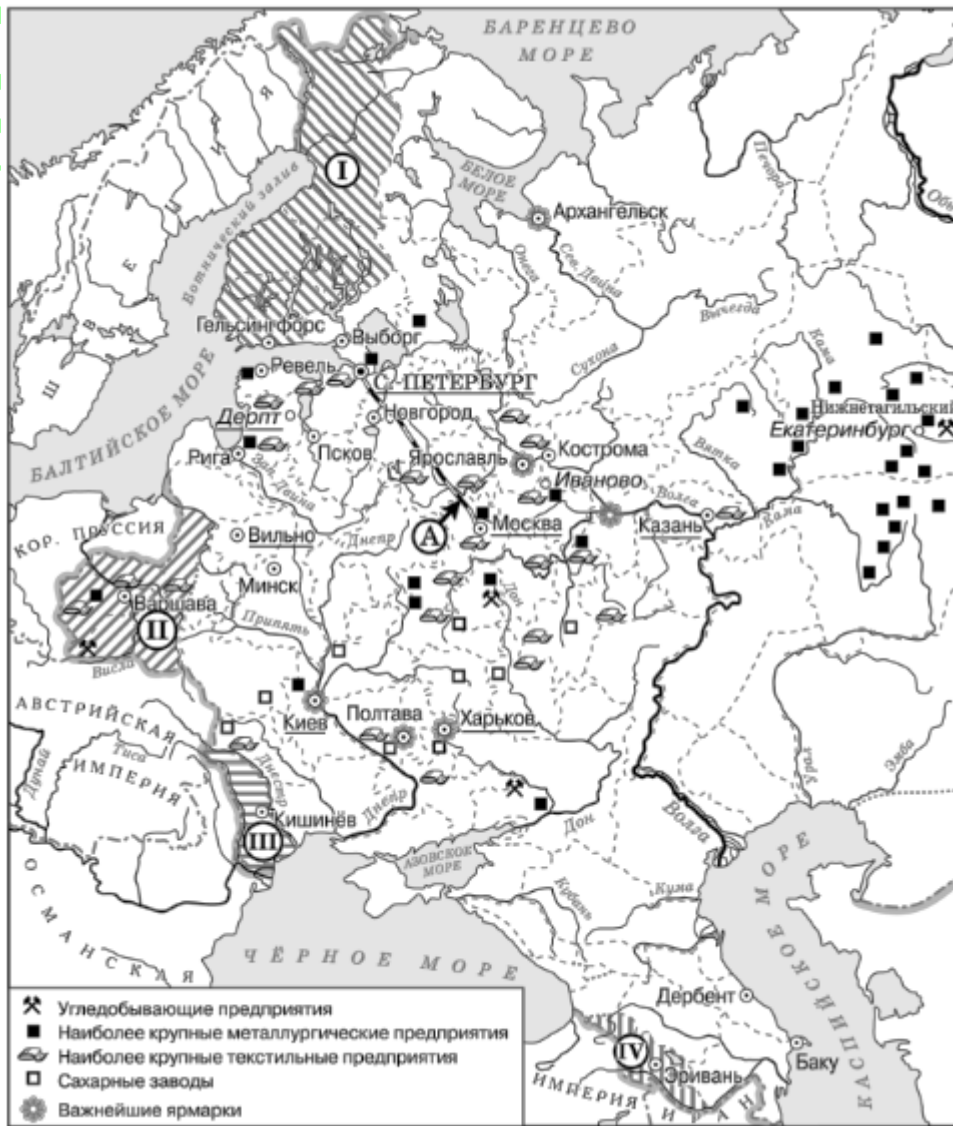 БАРЕНЦЕВО
МОРЕ
БЕЛОЕ
МОРЕ
Печора
Обь
I
Архангельск
Ботнический залив
Онега
Сев. Двина
Вычегда
ШВЕЦИЯ
Сухона
Кама
Гельсингфорс
Выборг
Ревель
С.-ПЕТЕРБУРГ
Нижнетагильский
Екатеринбург
Дерпт
Новгород
БАЛТИЙСКОЕ МОРЕ
Псков
Ярославль
Кострома
Вятка
Рига
Зап. Двина
Иваново
Волга
КОР. ПРУССИЯ
Вильно
Днепр
А
Москва
Казань
Кама
Минск
Дон
Варшава
II
Припять
Висла
АВСТРИЙСКАЯ
ИМПЕРИЯ
Киев
Полтава
Харьков
Дунай
Тиса
Днестр
Урал
Эмба
Кишинёв
III
Днепр
Дон
Волга
АЗОВСКОЕ
МОРЕ
Кубань
Кума
ОСМАНСКАЯ
ЧЁРНОЕ МОРЕ
КАСПИЙСКОЕ МОРЕ
Дербент
IV
Эривань
Баку
ИМПЕРИЯ
ИРАН
Угледобывающие предприятия
Наиболее крупные металлургические предприятия
Наиболее крупные текстильные предприятия
Сахарные заводы
Важнейшие ярмарки